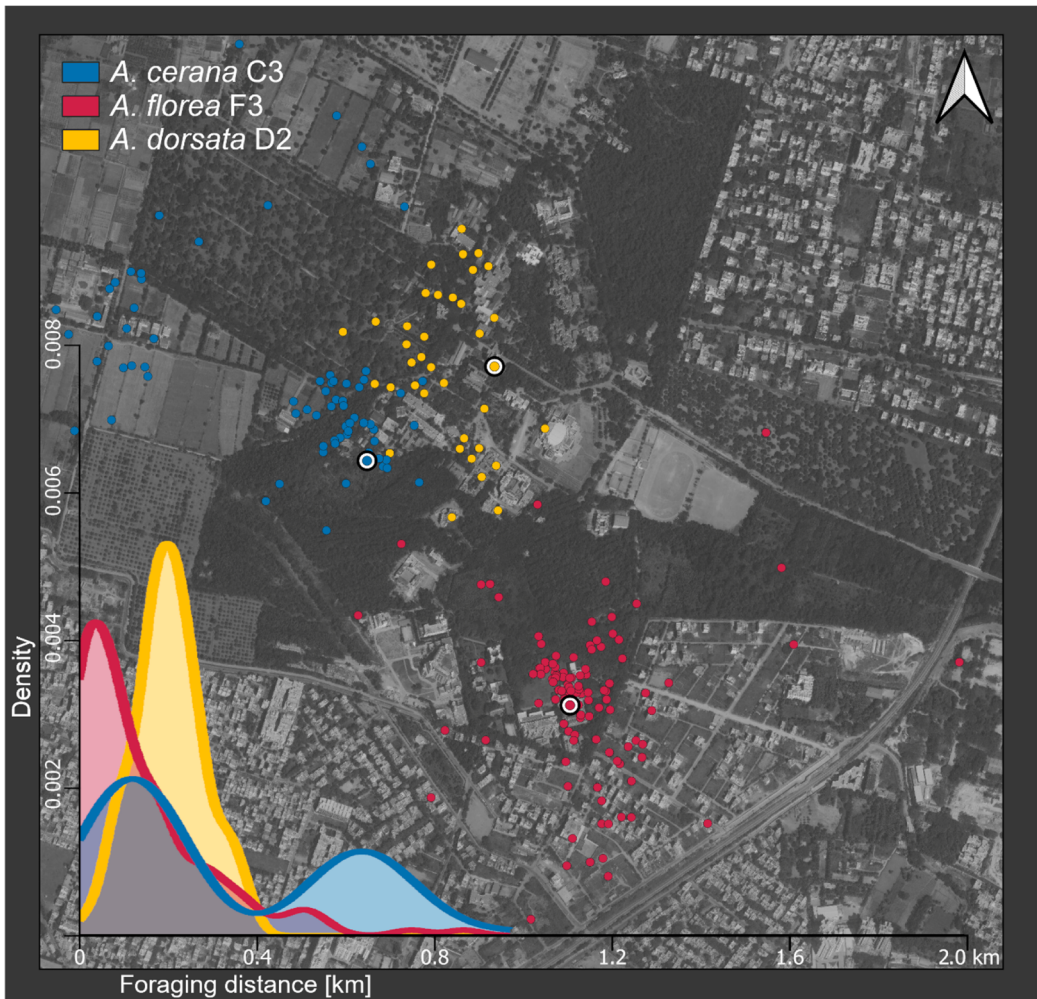 A. cerana C3
A. florea F3
A. dorsata D2
0.008
0.006
0.004
0.002
Density
0
0.4
0.8
1.2
1.6
2.0 km
Foraging distance [km]